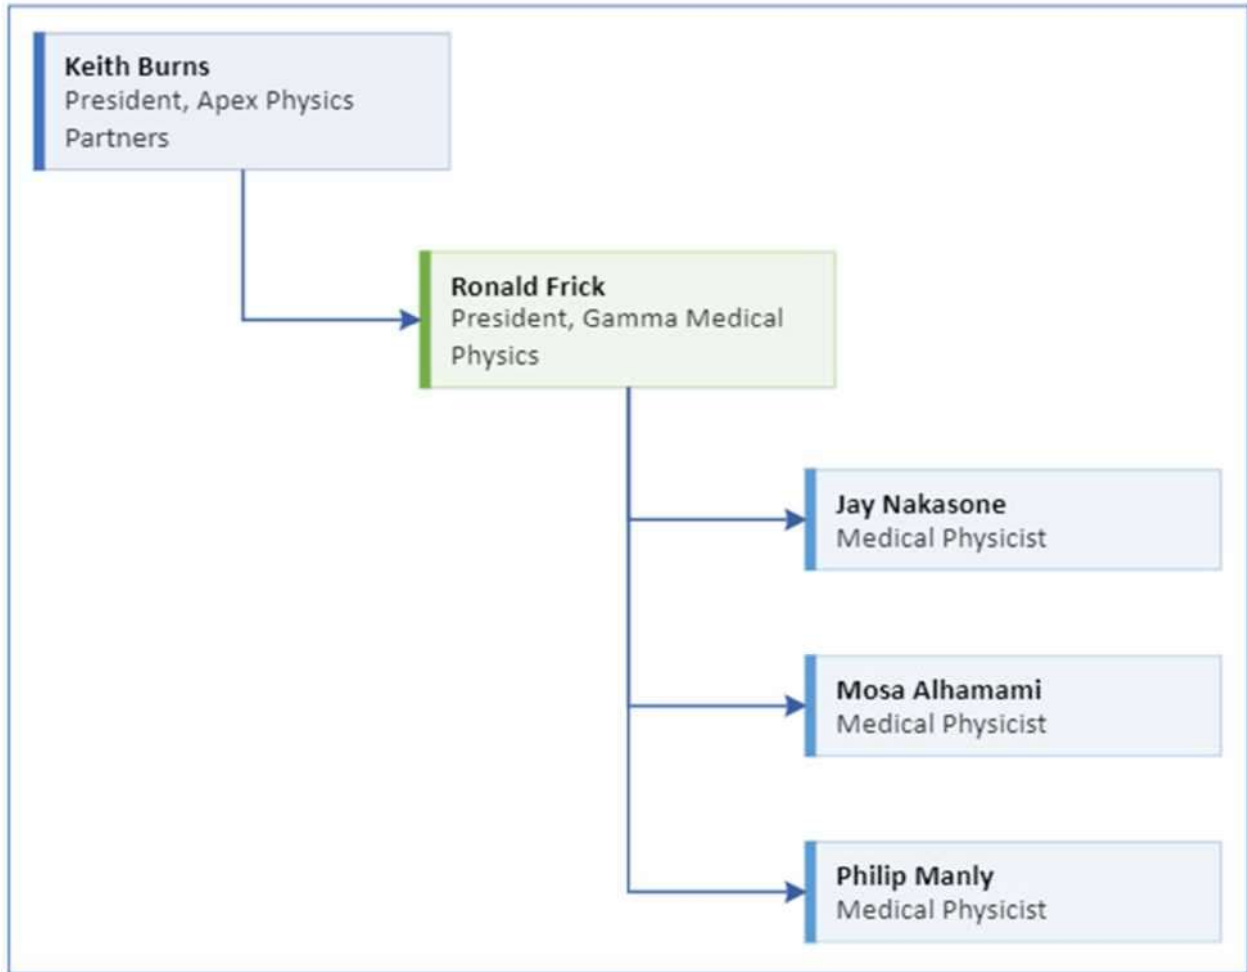 Keith Burns
President, Apex Physics
Partners
Ronald Frick
President, Gamma Medical
Physics
Jay Nakasone
Medical Physicist
Mosa Alhamami
Medical Physicist
Philip Manly
Medical Physicist